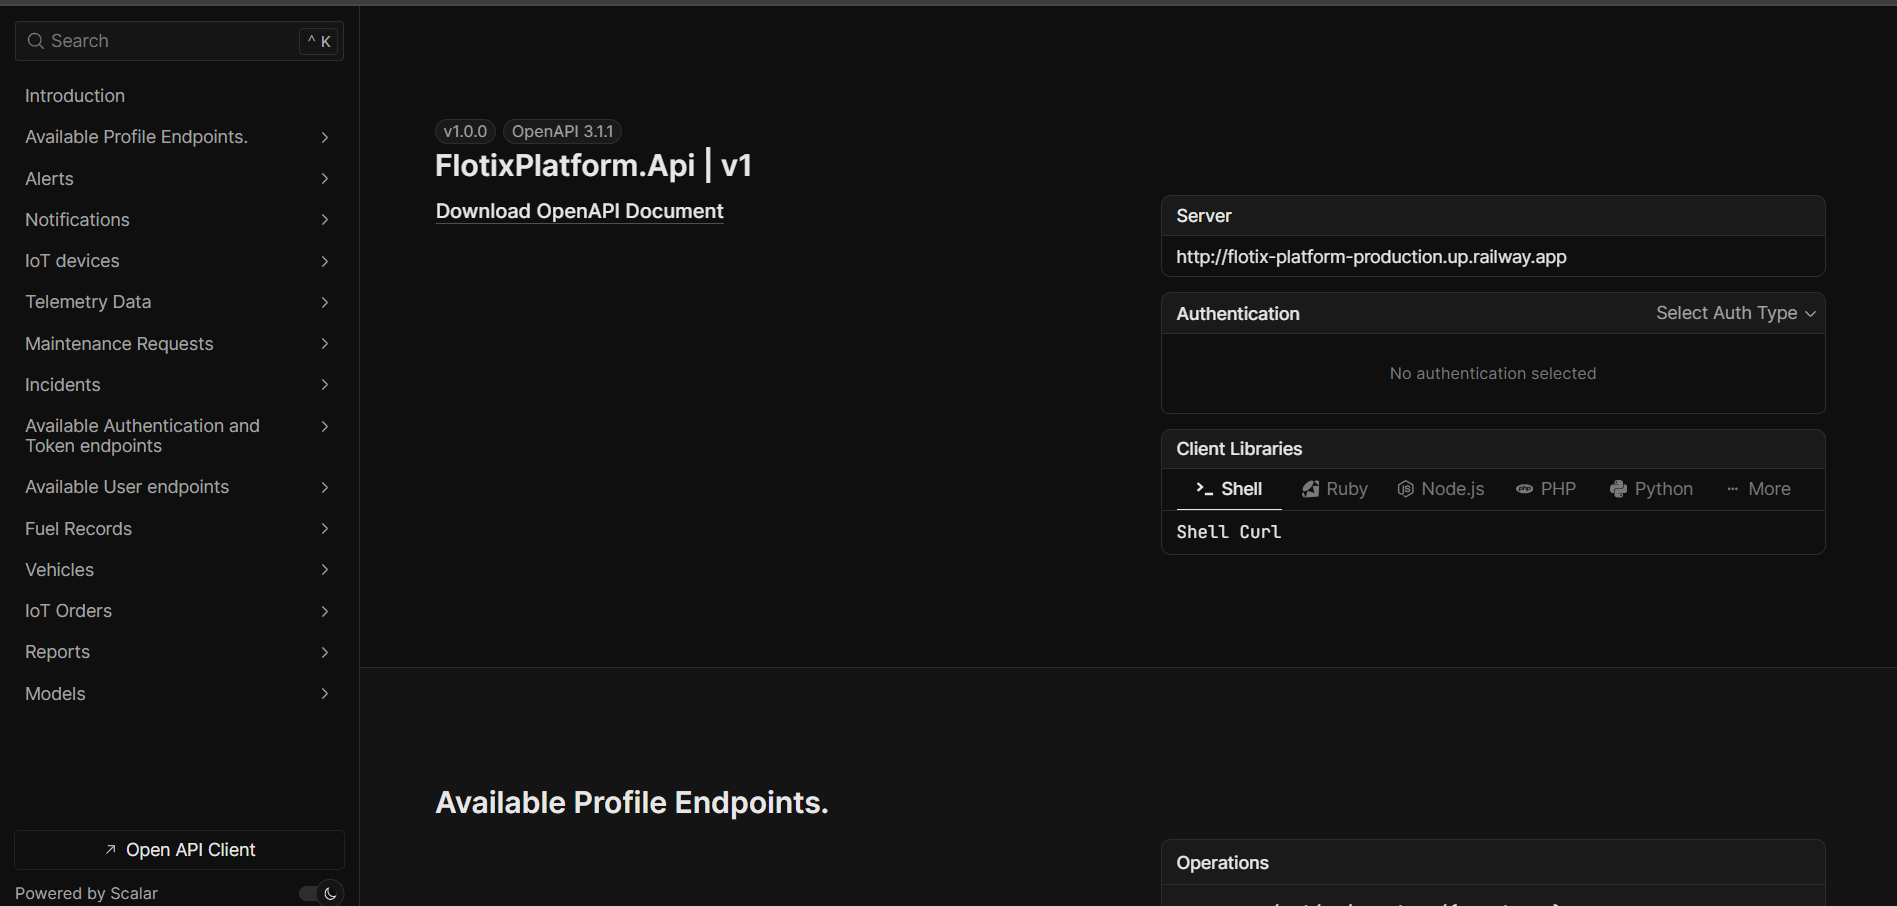 Search
^ K
Introduction
Available Profile Endpoints.
Alerts
Notifications
IoT devices
Telemetry Data
Maintenance Requests
Incidents
Available Authentication and
Token endpoints
Available User endpoints
Fuel Records
Vehicles
IoT Orders
Reports
Models
Open API Client
Powered by Scalar
v1.0.0 OpenAPI 3.1.1
FlotixPlatform.Api | v1
Download OpenAPI Document
Server
http://flotix-platform-production.up.railway.app
Authentication Select Auth Type
No authentication selected
Client Libraries
Shell Ruby Node.js PHP Python More
Shell Curl
Available Profile Endpoints.
Operations